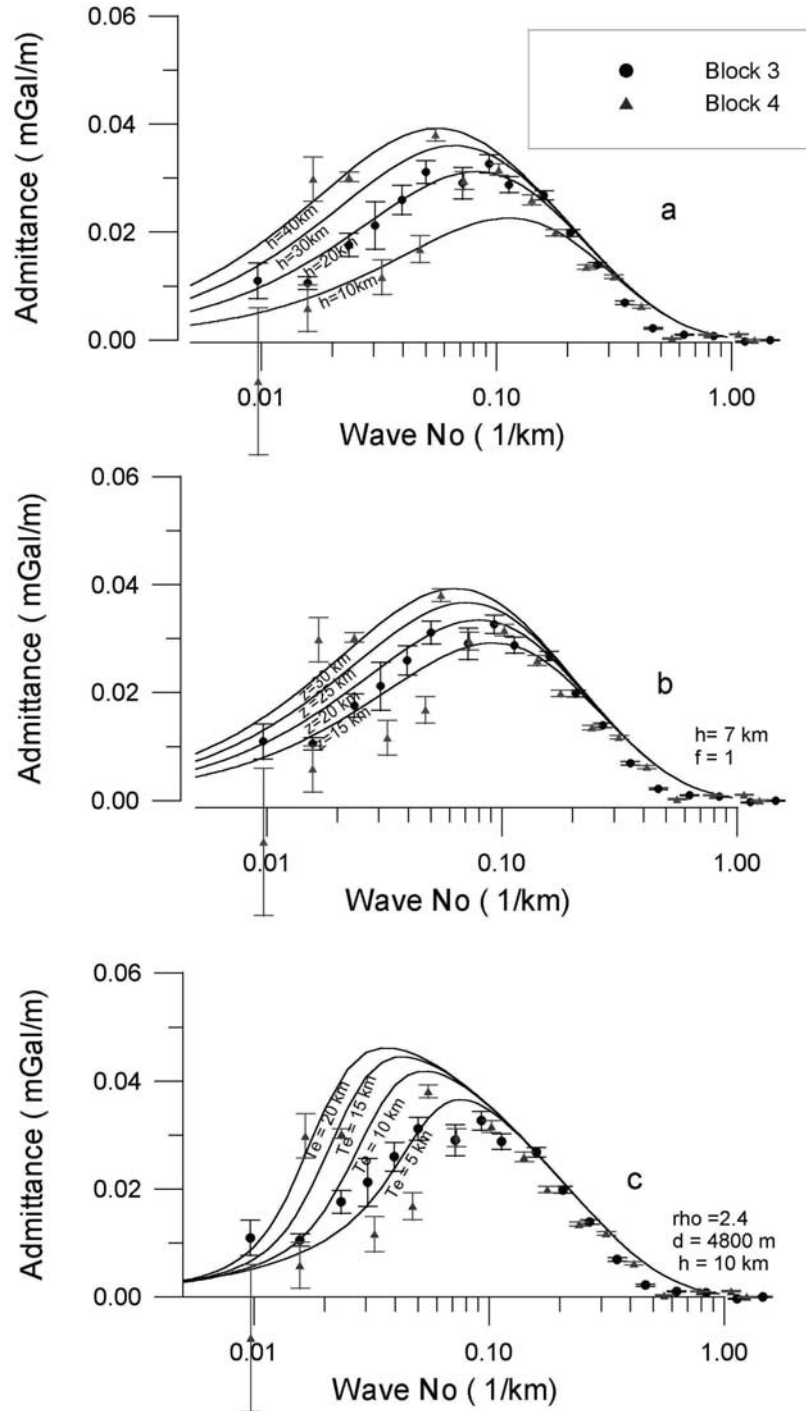 0.06
Block 3
Block 4
0.04
a
h=40km
h=30km
h=20km
h=10km
0.02
0.00
Admittance ( mGal/m)
0.01
0.10
1.00
Wave No ( 1/km)
0.06
0.04
b
z=30 km
z =25 km
z=20 km
z=15 km
h= 7 km
f = 1
0.02
0.00
Admittance ( mGal/m)
0.01
0.10
1.00
Wave No ( 1/km)
0.06
0.04
Te = 20 km
Te = 15 km
Te = 10 km
Te = 5 km
c
rho =2.4
d = 4800 m
h = 10 km
0.02
0.00
Admittance ( mGal/m)
0.01
0.10
1.00
Wave No ( 1/km)